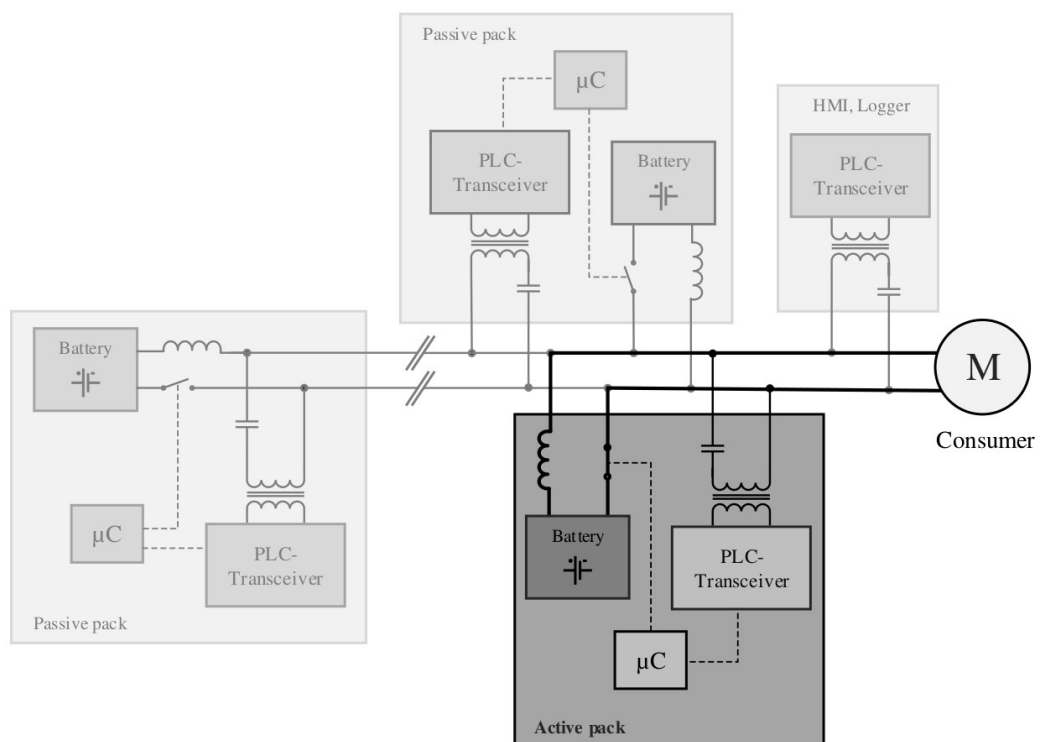 Passive pack
µC
PLC-
Transceiver
Battery
HMI, Logger
PLC-
Transceiver
Battery
µC
PLC-
Transceiver
Passive pack
M
Consumer
Battery
PLC-
Transceiver
µC
Active pack